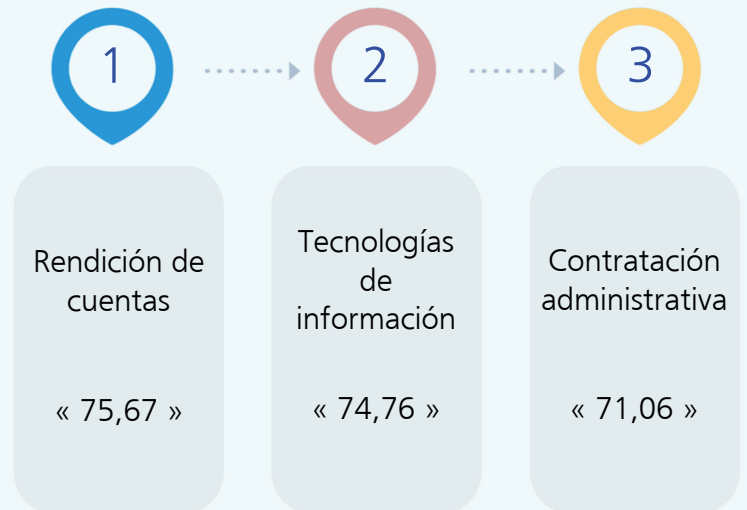 1
2
3
Rendición de
cuentas
« 75,67 »
Tecnologías
de
información
« 74,76 »
Contratación
administrativa
« 71,06 »